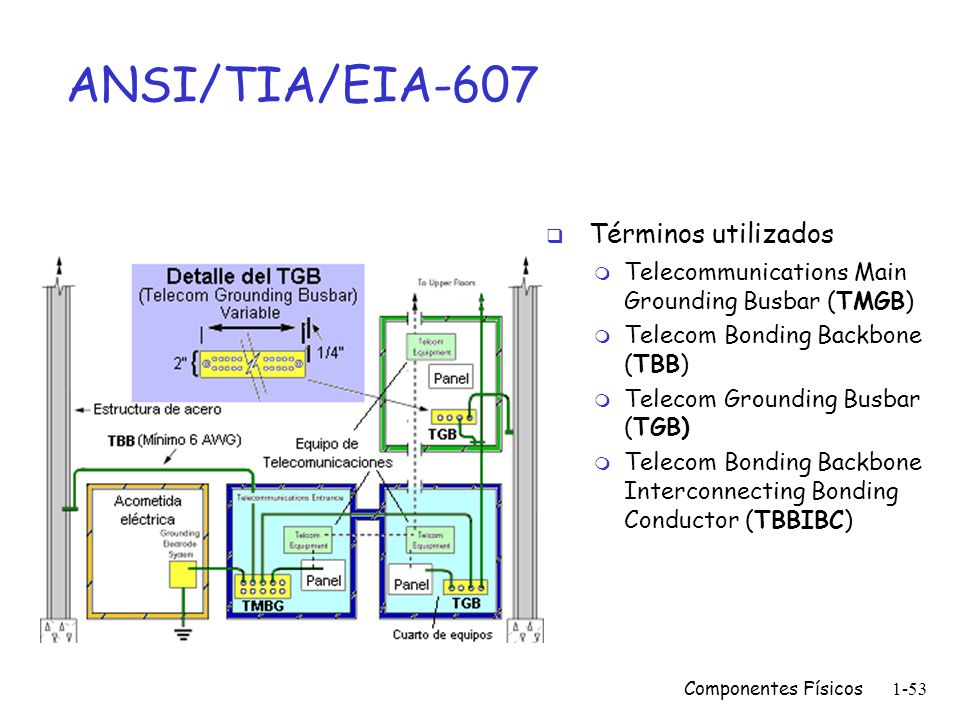 ANSI/TIA/EIA-607
Términos utilizados
Telecommunications Main
Grounding Busbar (TMGB)
Telecom Bonding Backbone
(TBB)
Telecom Grounding Busbar
(TGB)
Telecom Bonding Backbone
Interconnecting Bonding
Conductor (TBBIBC)
Detalle del TGB
(Telecom Grounding Busbar)
Variable
2"
1/4"
To Upper Floors
Telcom
Equipment
Panel
TGB
Estructura de acero
TBB (Mínimo 6 AWG)
Equipo de
Telecomunicaciones
Acometida
eléctrica
Grounding
Electrode
System
Telecommunications Entrance
Telcom
Equipment
Panel
TMBG
Telcom
Equipment
Panel
TGB
Cuarto de equipos
Componentes Físicos
1-53